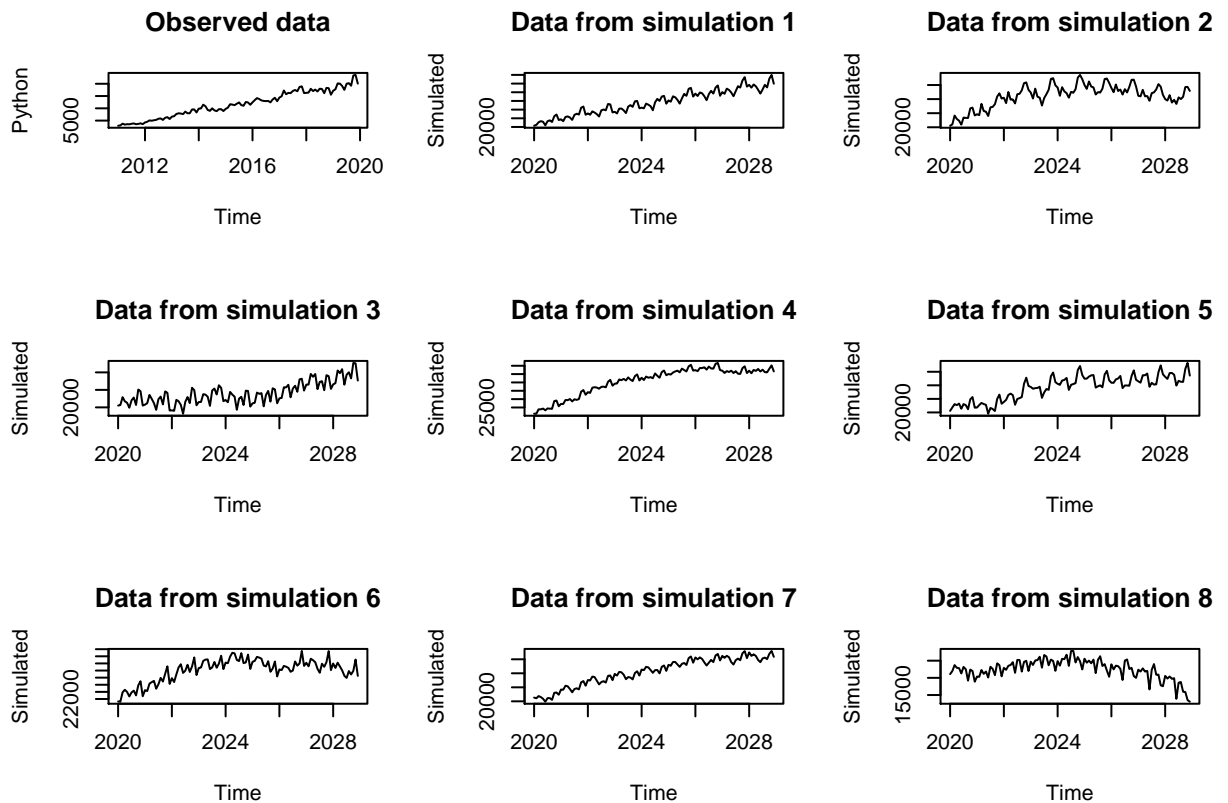 Observed data
Python
5000
2012 2016 2020
Time
Data from simulation 1
Simulated
20000
2020 2024 2028
Time
Data from simulation 2
Simulated
20000
2020 2024 2028
Time
Data from simulation 3
Simulated
20000
2020 2024 2028
Time
Data from simulation 4
Simulated
25000
2020 2024 2028
Time
Data from simulation 5
Simulated
20000
2020 2024 2028
Time
Data from simulation 6
Simulated
22000
2020 2024 2028
Time
Data from simulation 7
Simulated
20000
2020 2024 2028
Time
Data from simulation 8
Simulated
15000
2020 2024 2028
Time